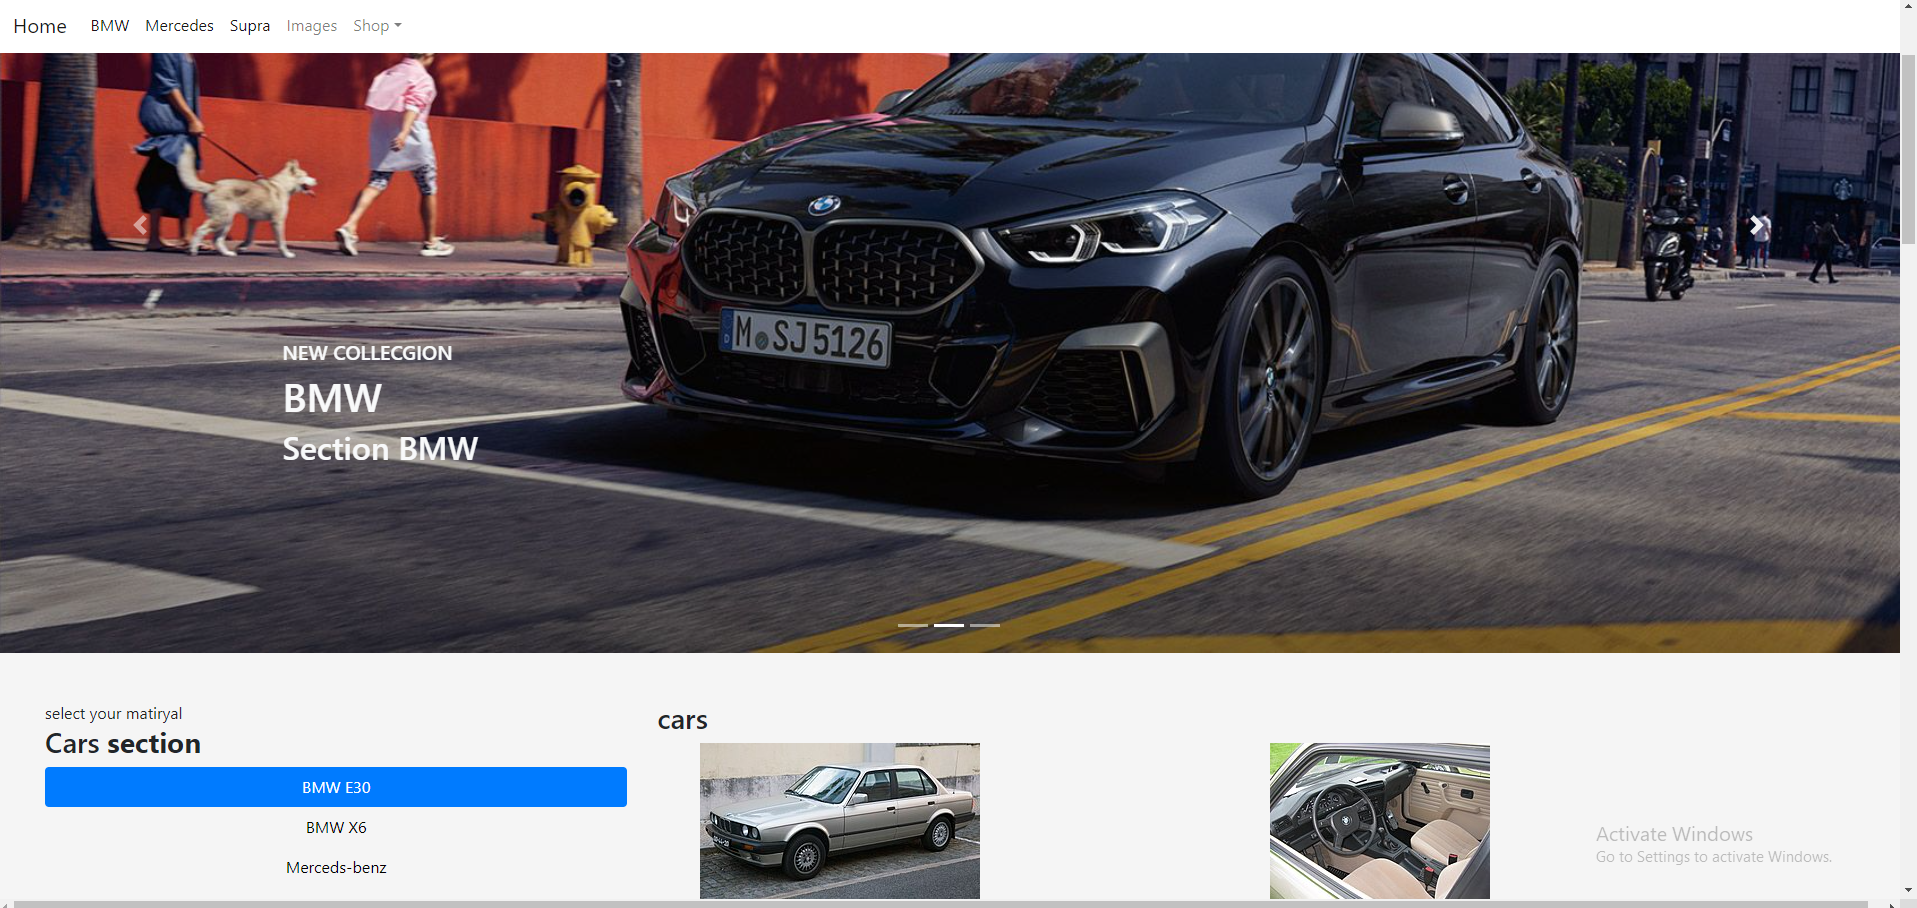 Home BMW Mercedes Supra Images Shop
M SJ 5126
NEW COLLECGION
BMW
Section BMW
select your matiryal
Cars section
BMW E30
BMW X6
Merceds-benz
cars
Activate Windows
Go to Settings to activate Windows.